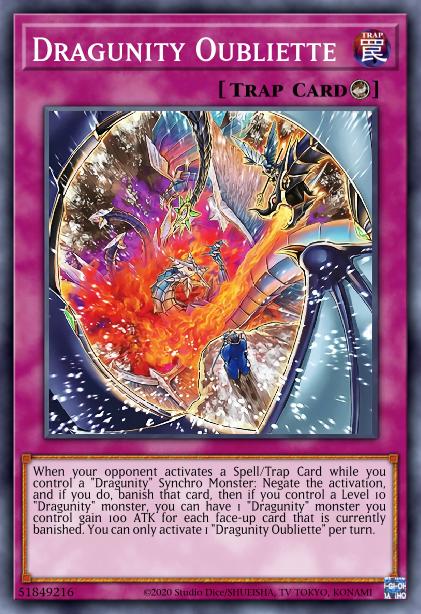 DRAGUNITY OUBLIETTE
TRAP
罠
[TRAP CARD]
When your opponent activates a Spell/Trap Card while you
control a "Dragunity" Synchro Monster: Negate the activation,
and if you do, banish that card, then if you control a Level 10
"Dragunity" monster, you can have 1 "Dragunity" monster you
control gain 100 ATK for each face-up card that is currently
banished. You can only activate 1 "Dragunity Oubliette" per turn.
51849216
©2020 Studio Dice/SHUEISHA, TV TOKYO, KONAMI